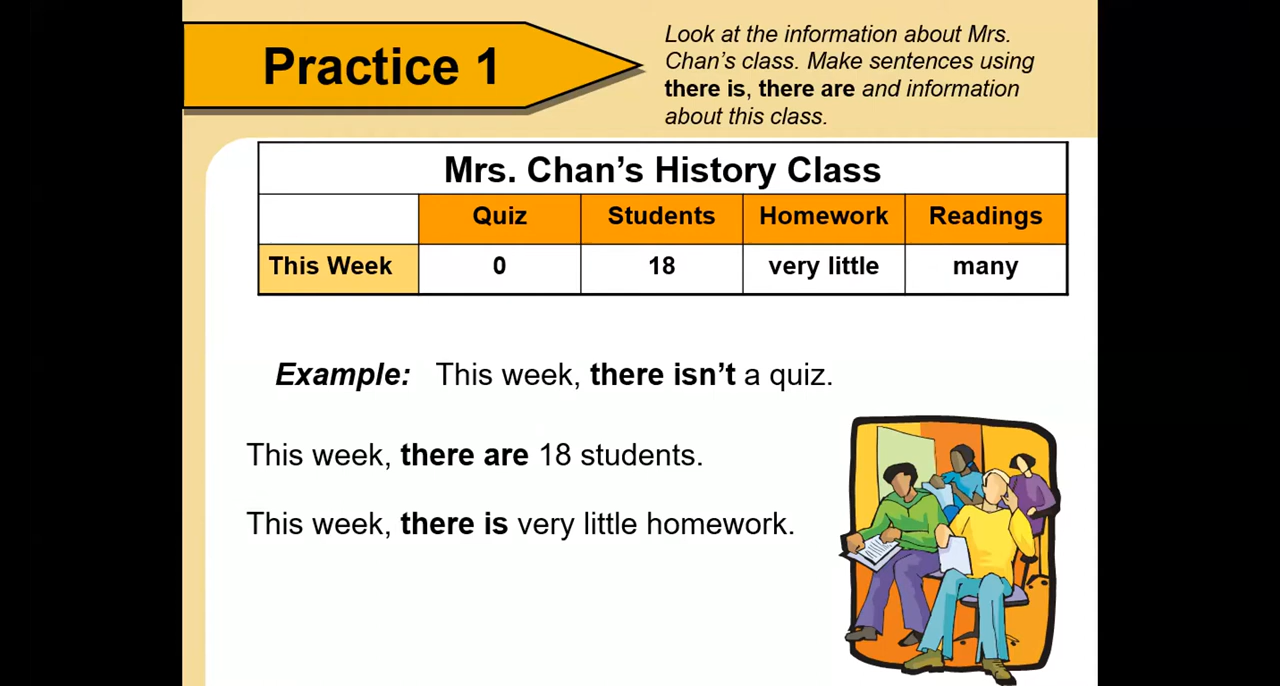 Practice 1
Look at the information about Mrs.
Chan's class. Make sentences using
there is, there are and information
about this class.
Mrs. Chan's History Class
Quiz Students Homework Readings
This Week 0 18 very little many
Example: This week, there isn't a quiz.
This week, there are 18 students.
This week, there is very little homework.